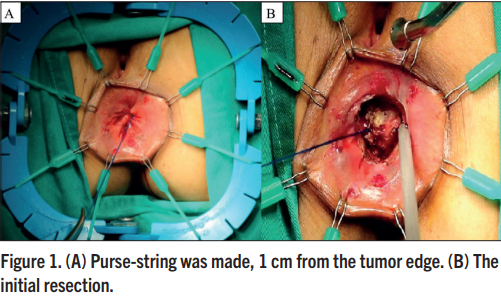 A
B
Figure 1. (A) Purse-string was made, 1 cm from the tumor edge. (B) The
initial resection.